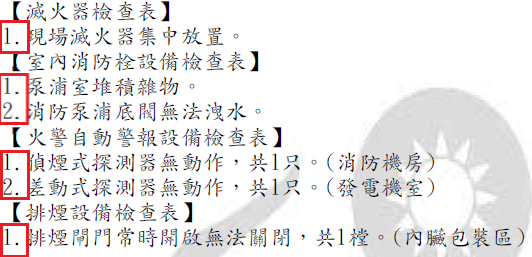 【滅火器檢查表】
1.現場滅火器集中放置。
【室內消防栓設備檢查表】
1.泵浦室堆積雜物。
2.消防泵浦底閥無法洩水。
【火警自動警報設備檢查表】
1.偵煙式探測器無動作，共1只。(消防機房)
2.差動式探測器無動作，共1只。(發電機室)
【排煙設備檢查表】
1.排煙閘門常時開啟無法關閉，共1樘。(內臟包裝區)